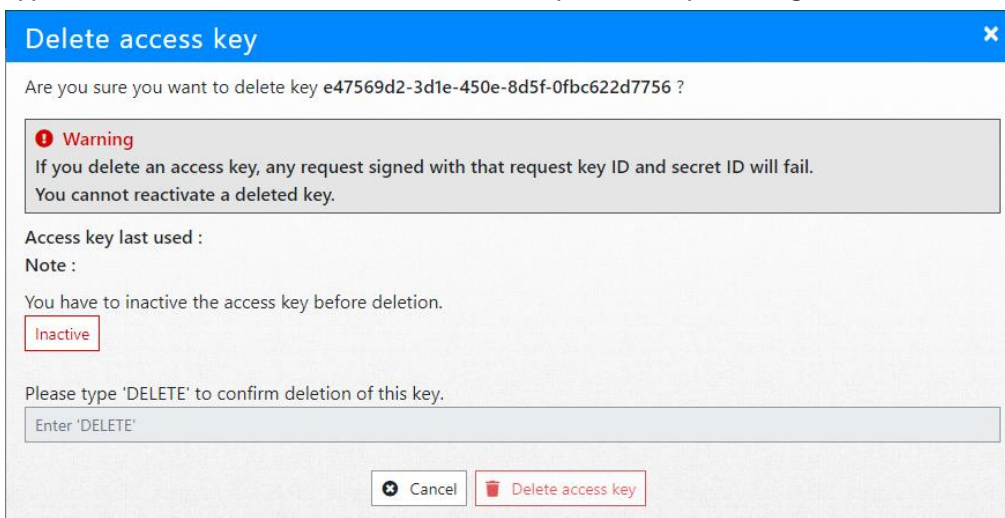 Delete access key
Are you sure you want to delete key e47569d2-3d1e-450e-8d5f-0fbc622d7756 ?
Warning
If you delete an access key, any request signed with that request key ID and secret ID will fail.
You cannot reactivate a deleted key.
Access key last used :
Note :
You have to inactive the access key before deletion.
Inactive
Please type 'DELETE' to confirm deletion of this key.
Enter 'DELETE'
Cancel Delete access key